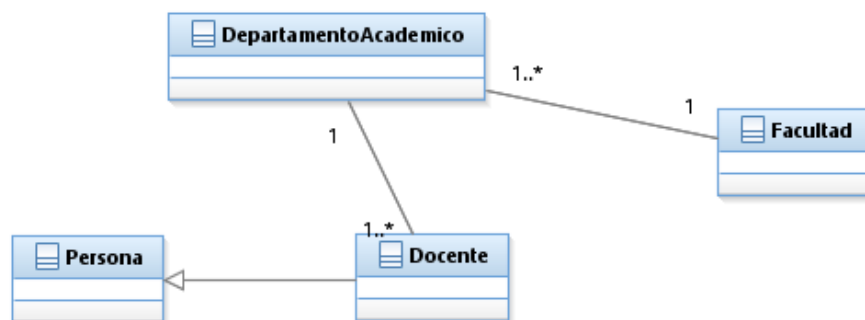 DepartamentoAcademico
1..*
1
Facultad
1
1..*
Persona
Docente